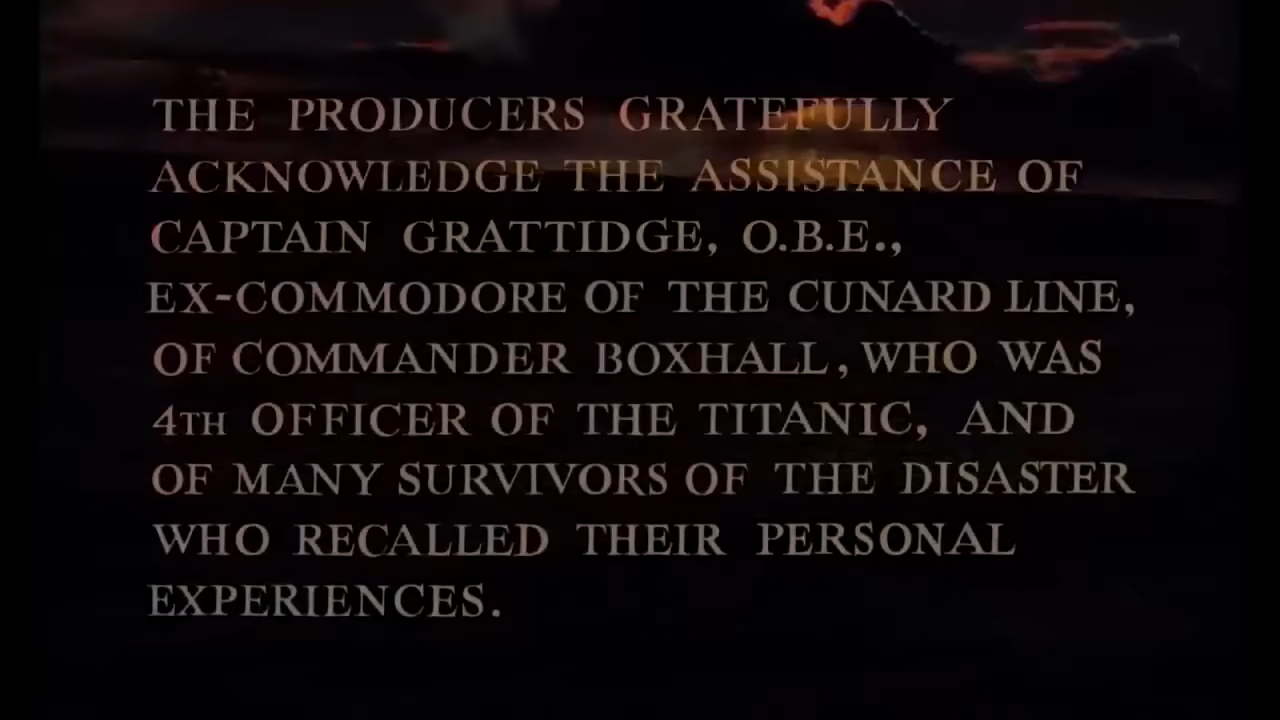 THE PRODUCERS GRATEFULLY
ACKNOWLEDGE THE ASSISTANCE OF
CAPTAIN GRATTIDGE, O.B.E.,
EX-COMMODORE OF THE CUNARD LINE,
OF COMMANDER BOXHALL, WHO WAS
4TH OFFICER OF THE TITANIC, AND
OF MANY SURVIVORS OF THE DISASTER
WHO RECALLED THEIR PERSONAL
EXPERIENCES.